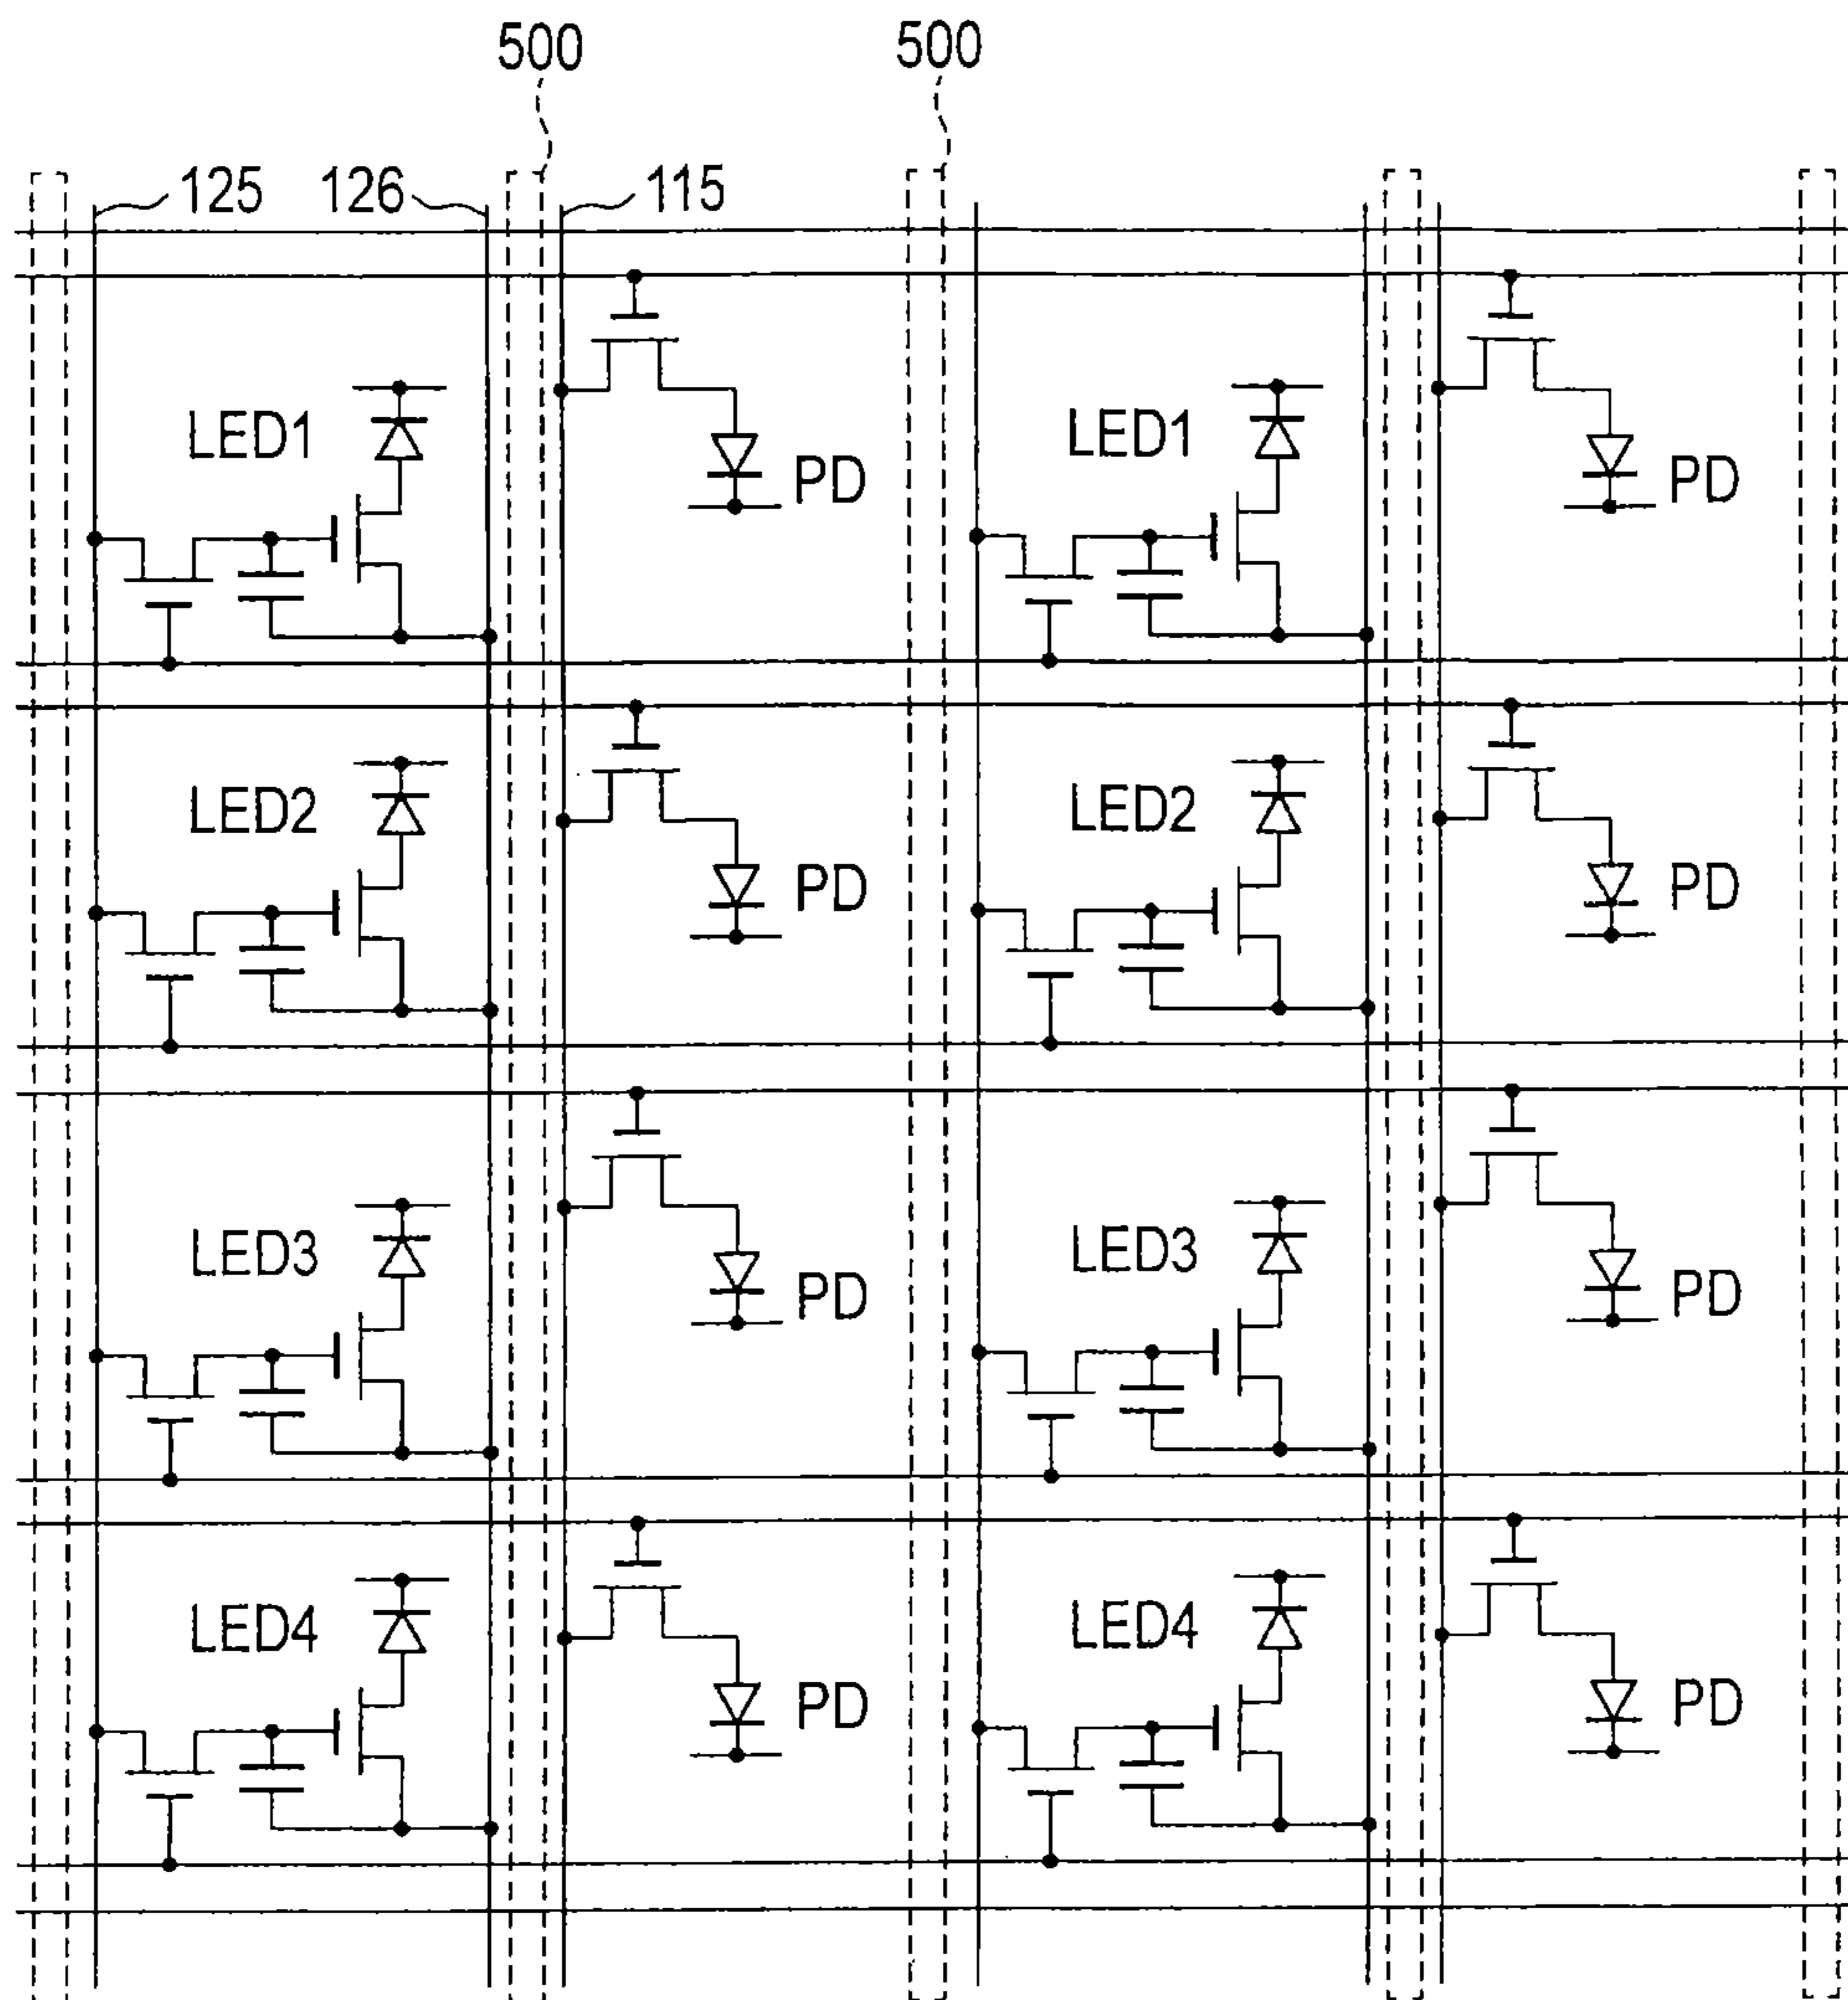 500 500
125 126 115
LED1 PD LED1 PD
LED2 PD LED2 PD
LED3 PD LED3 PD
LED4 PD LED4 PD